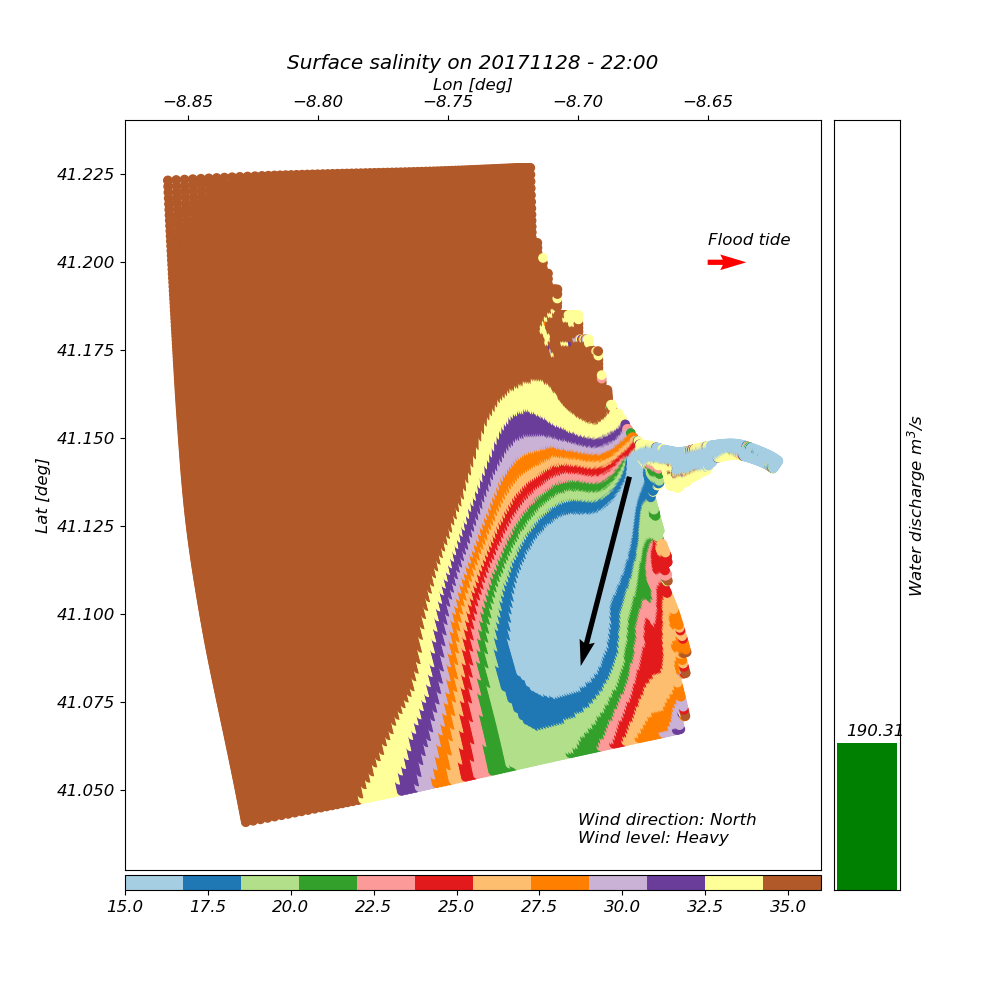 Surface salinity on 20171128 - 22:00
Lon [deg]
−8.85 −8.80 −8.75 −8.70 −8.65
41.225
41.200
41.175
41.150
41.125
41.100
41.075
41.050
Lat [deg]
Flood tide
Wind direction: North
Wind level: Heavy
15.0 17.5 20.0 22.5 25.0 27.5 30.0 32.5 35.0
190.31
Water discharge m³/s